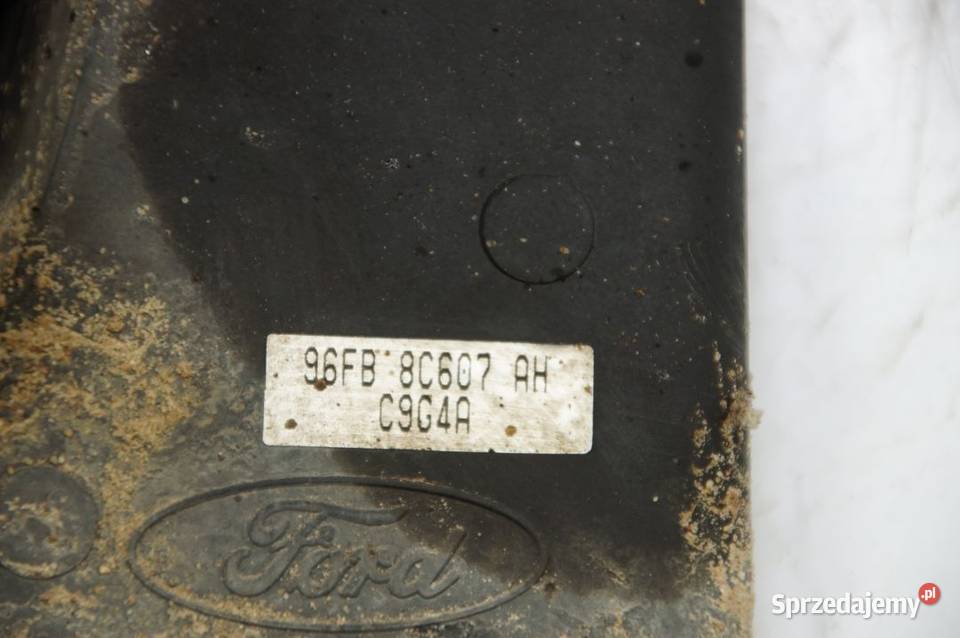 96FB 8C607 AH
C9G4A
Ford
Sprzedajemy.pl